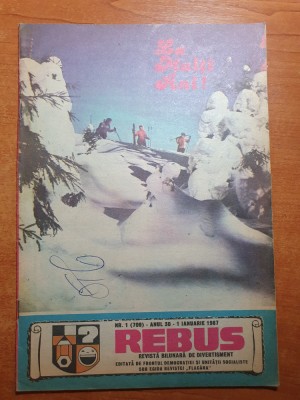 La
Mulți
Ani!
?
NR. 1 (709) - ANUL 30 - 1 IANUARIE 1987
REBUS
REVISTĂ BILUNARĂ DE DIVERTISMENT
EDITATĂ DE FRONTUL DEMOCRAȚIEI ȘI UNITĂȚII SOCIALISTE
SUB EGIDA REVISTEI „FLACĂRA"